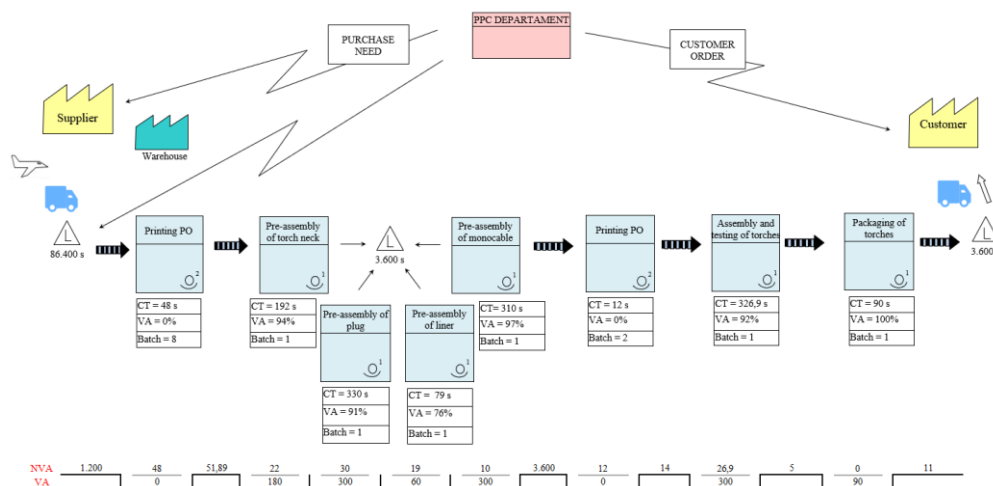 PPC DEPARTAMENT
PURCHASE
NEED
CUSTOMER
ORDER
Supplier
Warehouse
Customer
L
86.400 s
Printing PO
2
CT = 48 s
VA = 0%
Batch = 8
Pre-assembly
of torch neck
1
CT = 192 s
VA = 94%
Batch = 1
L
3.600 s
Pre-assembly of
plug
1
CT = 330 s
VA = 91%
Batch = 1
Pre-assembly
of liner
1
CT = 79 s
VA = 76%
Batch = 1
Pre-assembly
of monocable
1
CT= 310 s
VA = 97%
Batch = 1
Printing PO
1
CT = 12 s
VA = 0%
Batch = 2
Assembly and
testing of torches
1
CT = 326,9 s
VA = 92%
Batch = 1
Packaging of
torches
1
CT = 90 s
VA = 100%
Batch = 1
L
3.600
NVA 1.200 48 51,89 22 30 19 10 3.600 12 14 26,9 5 0 11
VA 0 180 300 60 300 0 300 90